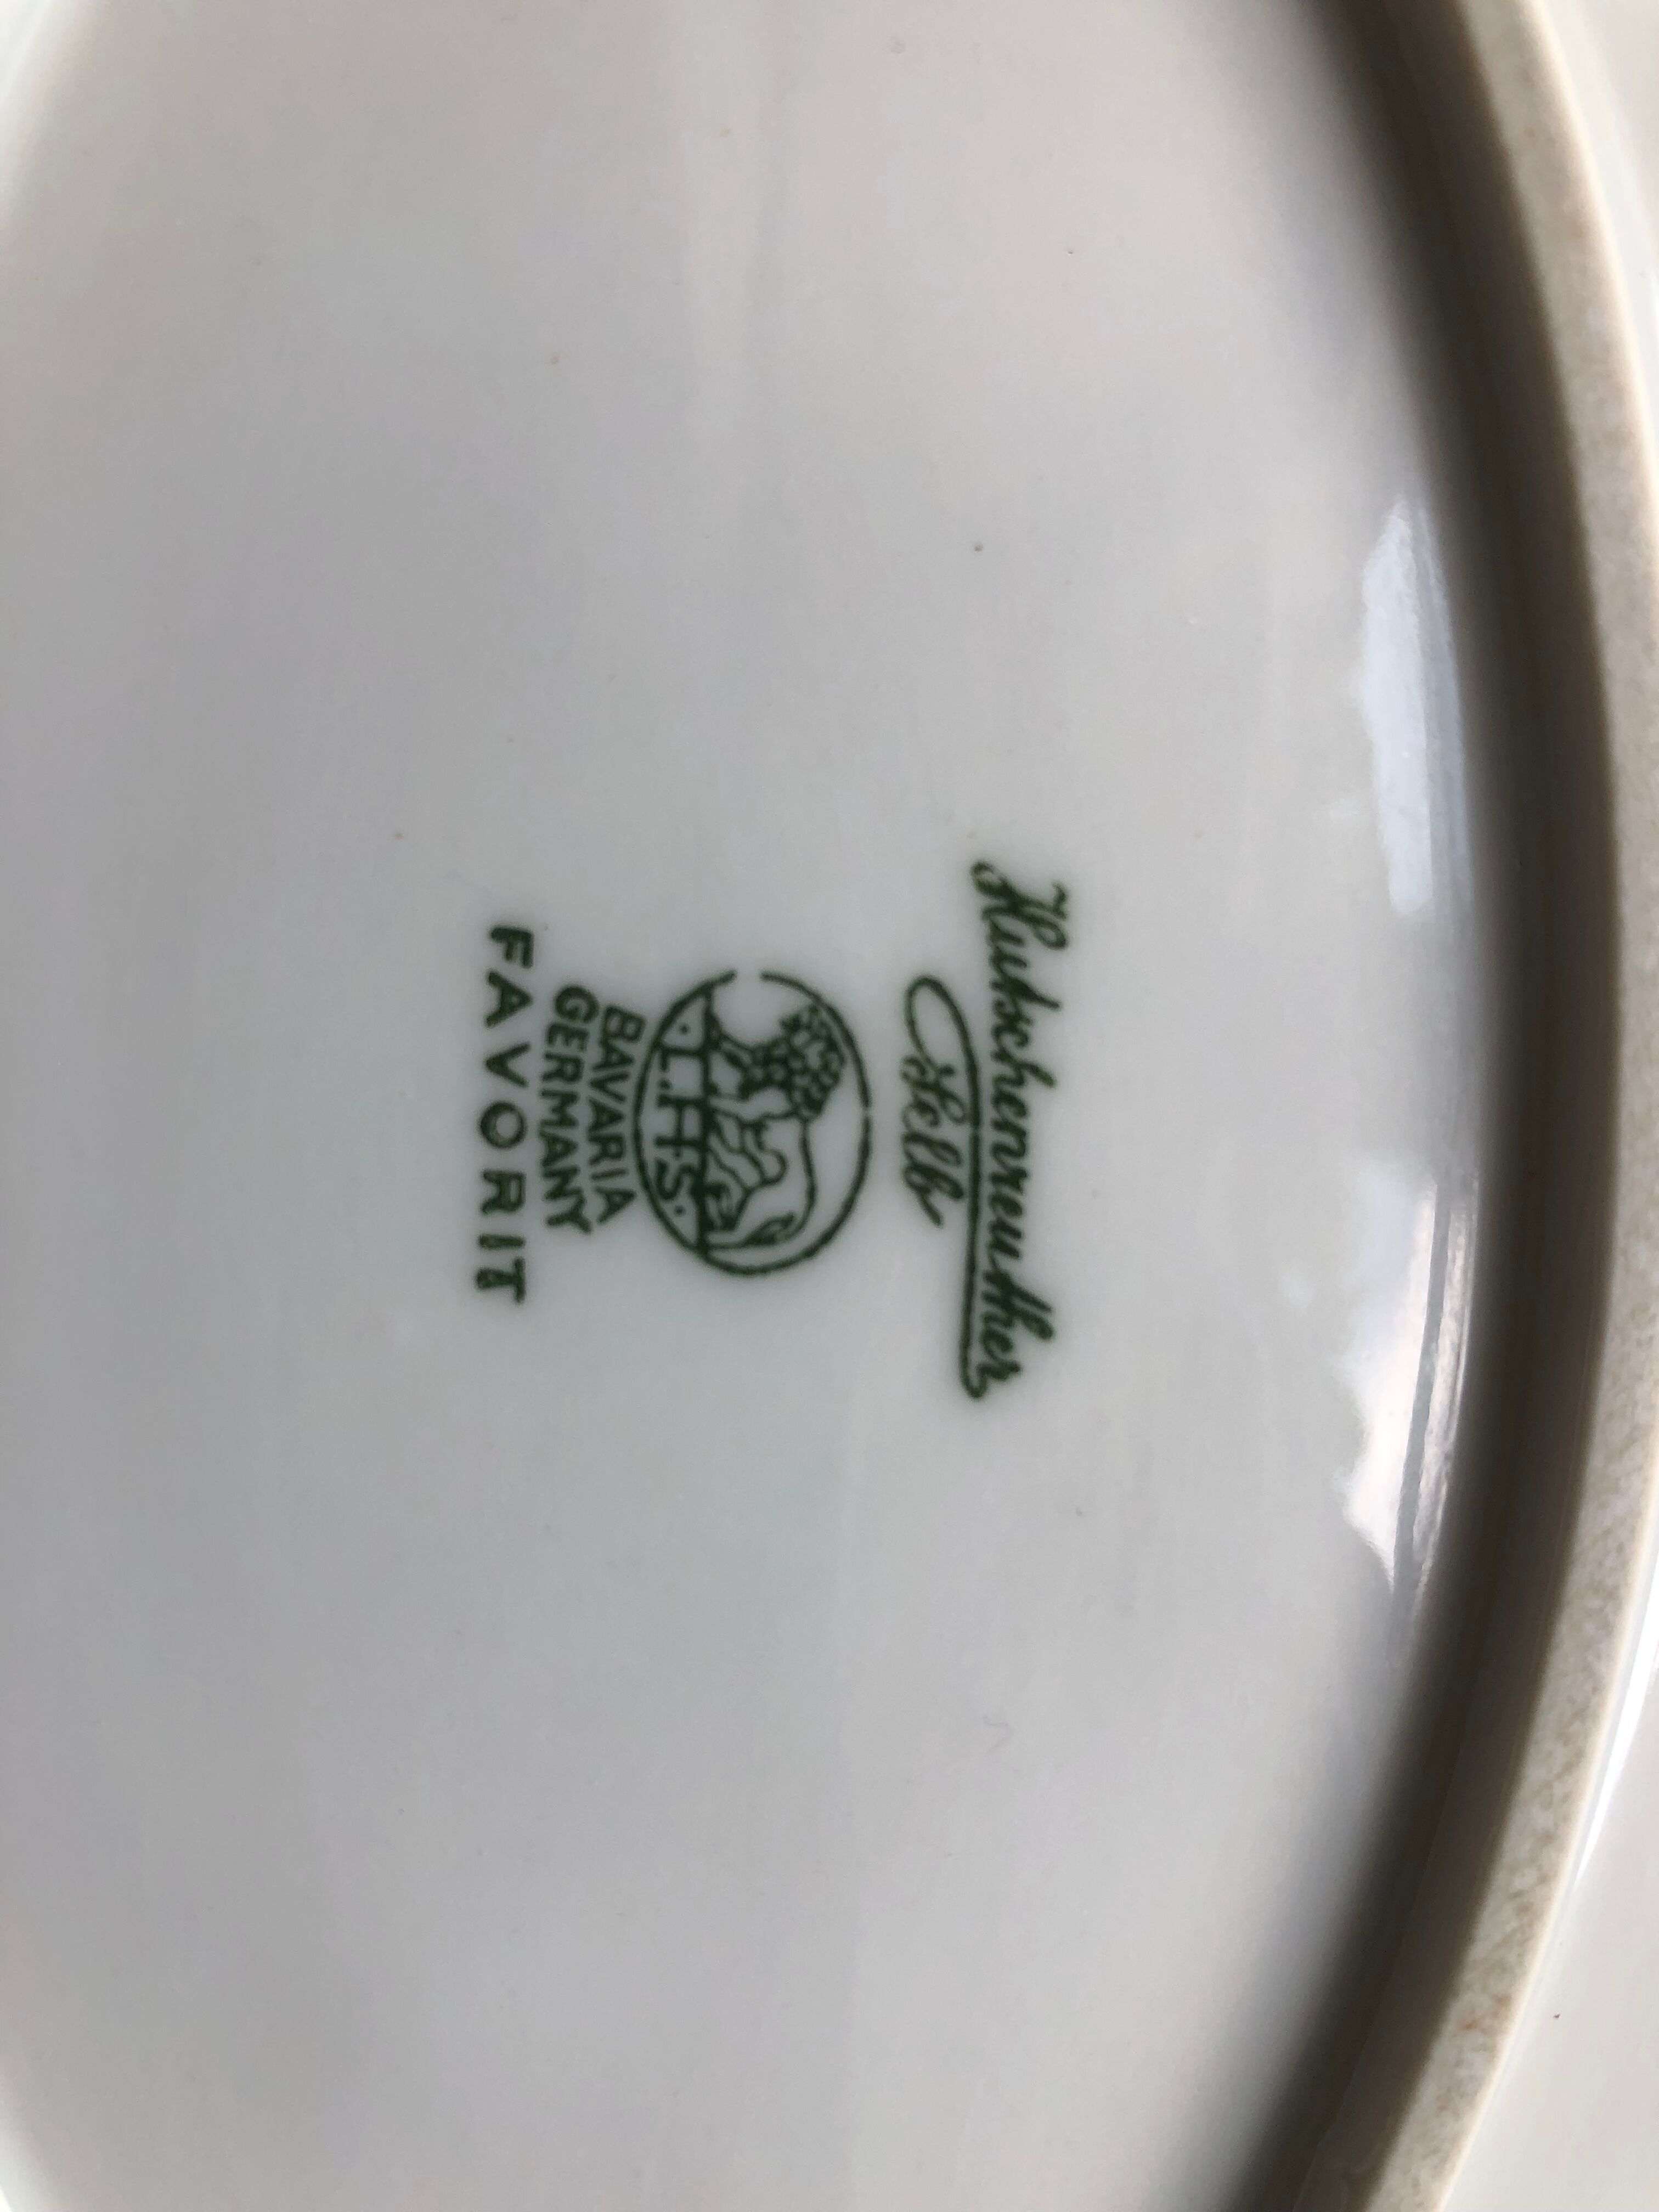 Hutschenreuther
Selb
L.H.S.
BAVARIA
GERMANY
FAVORIT